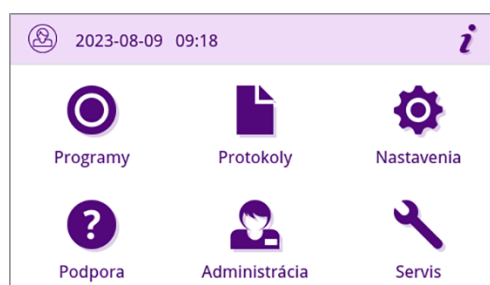 2023-08-09 09:18 i
Programy Protokoly Nastavenia
? 
Podpora Administrácia Servis